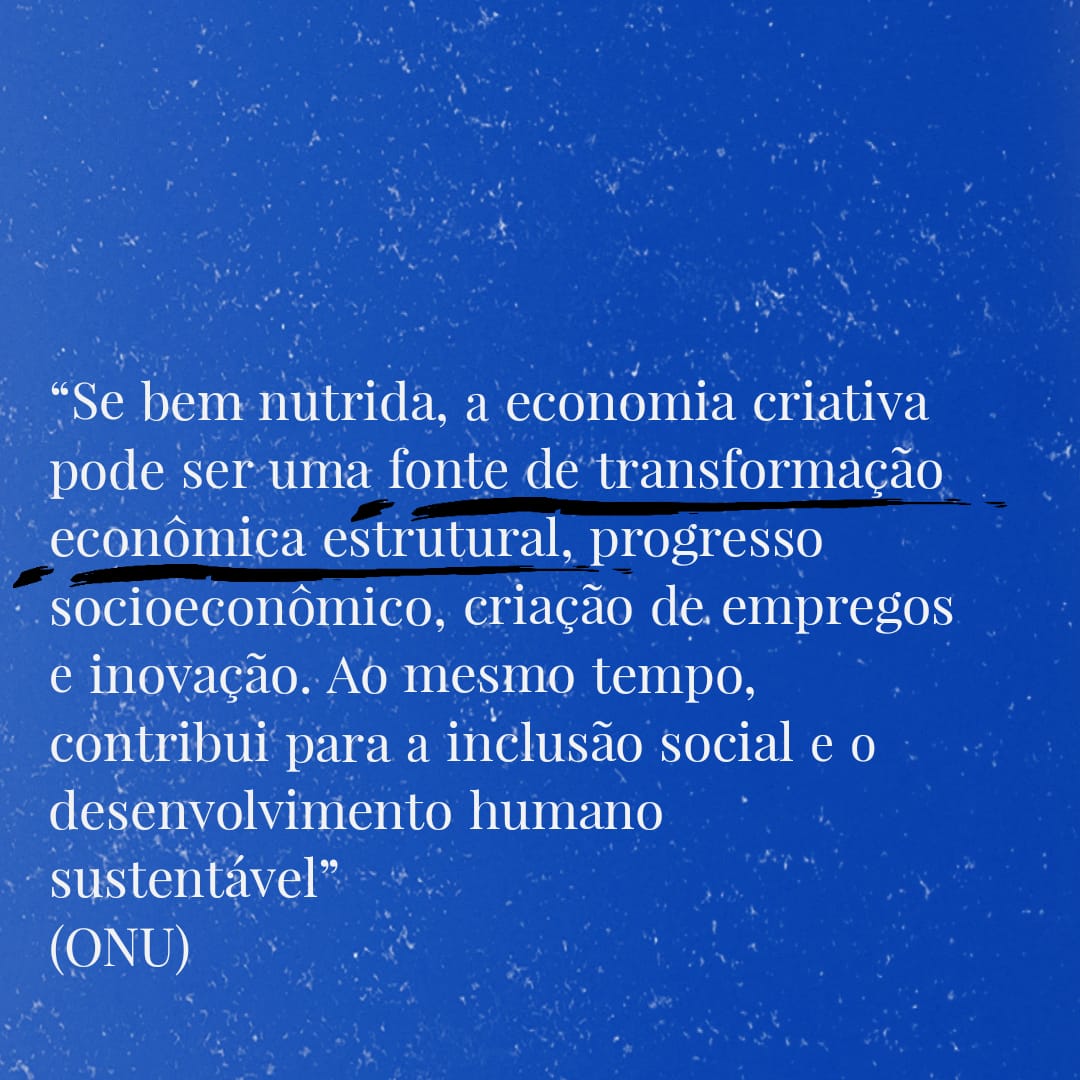 “Se bem nutrida, a economia criativa
pode ser uma fonte de transformação
econômica estrutural, progresso
socioeconômico, criação de empregos
e inovação. Ao mesmo tempo,
contribui para a inclusão social e o
desenvolvimento humano
sustentável”
(ONU)